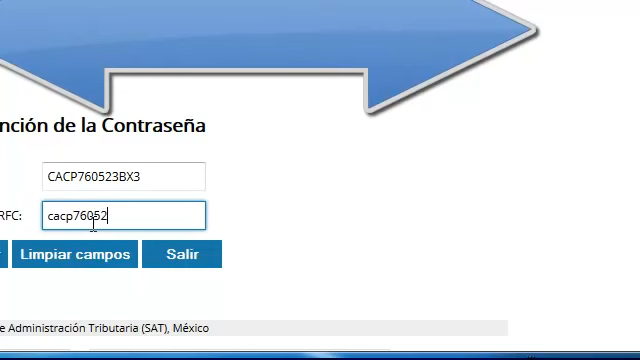 nción de la Contraseña
CACP760523BX3
RFC: cacp76052
Limpiar campos Salir
e Administración Tributaria (SAT), México